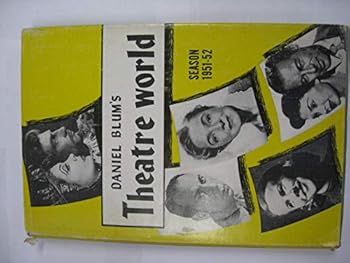 DANIEL BLUM'S
Theatre World
SEASON
1951-52